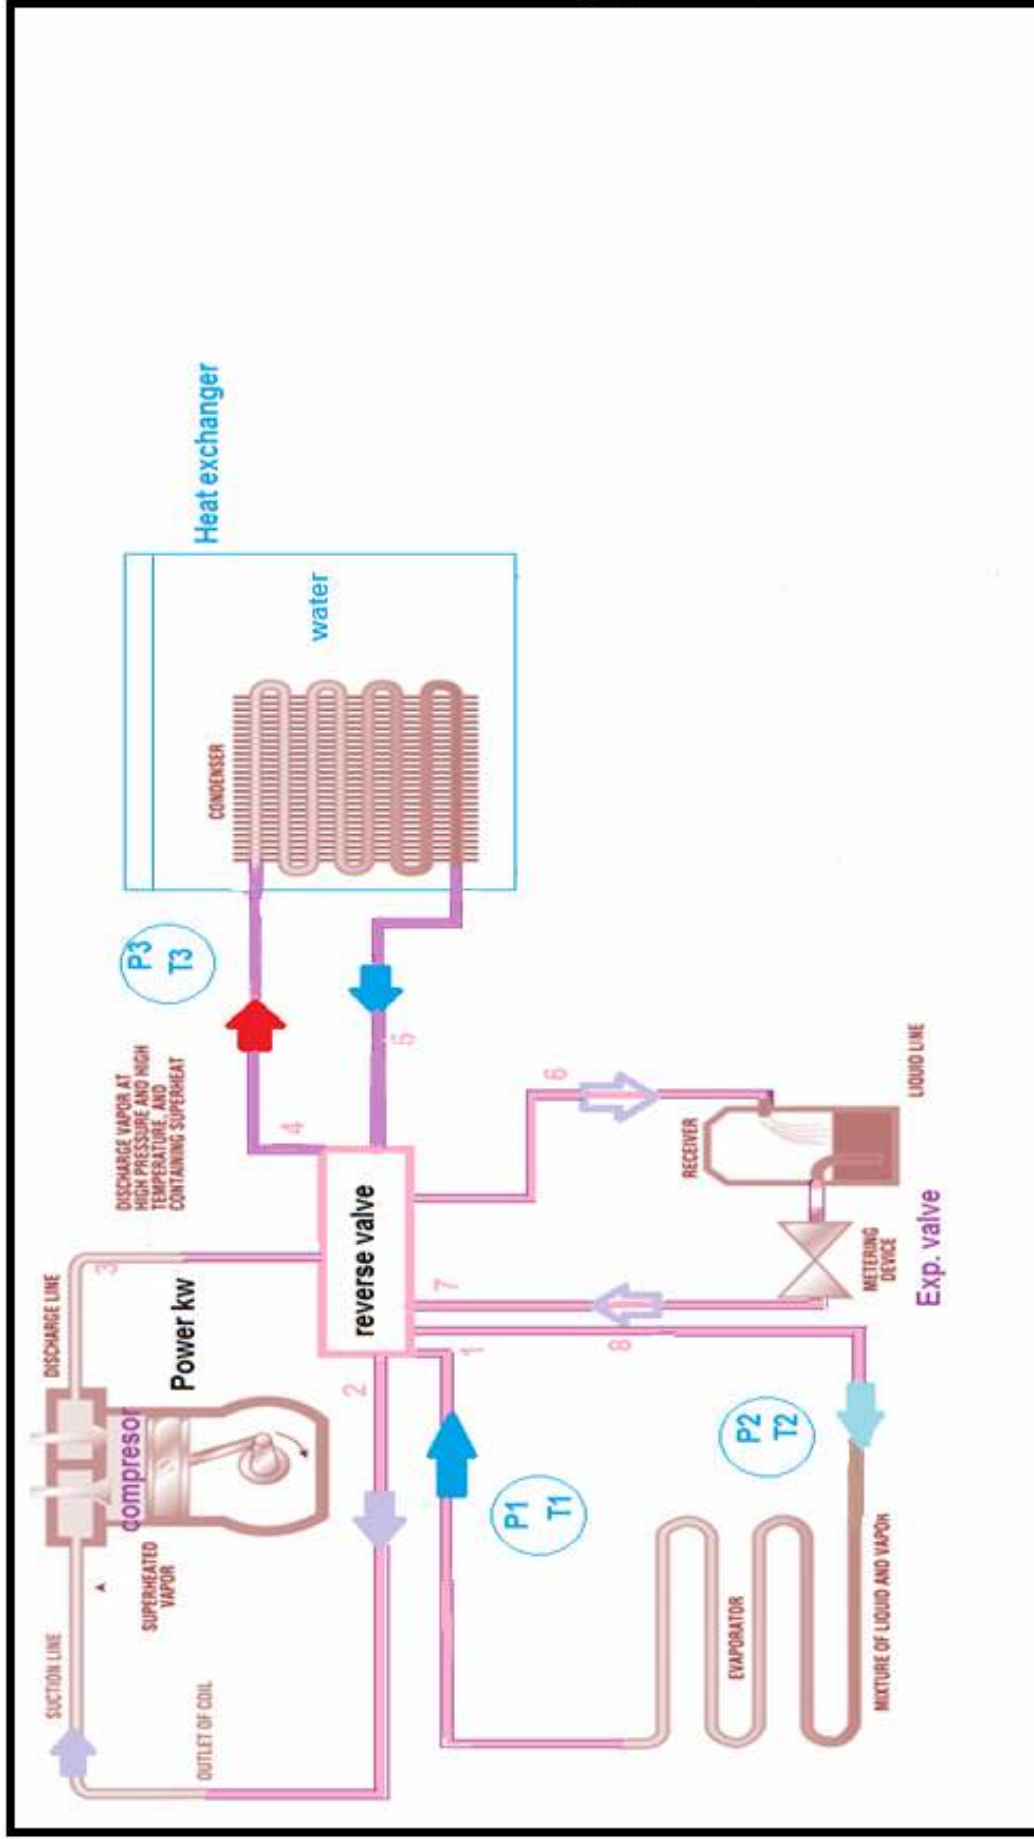 SUCTION LINE
OUTLET OF COIL
SUPERHEATED
VAPOR
compresor
DISCHARGE LINE
3
Power kw
DISCHARGE VAPOR AT
HIGH PRESSURE AND HIGH
TEMPERATURE, AND
CONTAINING SUPERHEAT
P3
T3
Heat exchanger
CONDENSER
water
2
reverse valve
4
5
1
7
8
6
P1
T1
P2
T2
EVAPORATOR
MIXTURE OF LIQUID AND VAPOR
RECEIVER
METERING
DEVICE
Exp. valve
LIQUID LINE